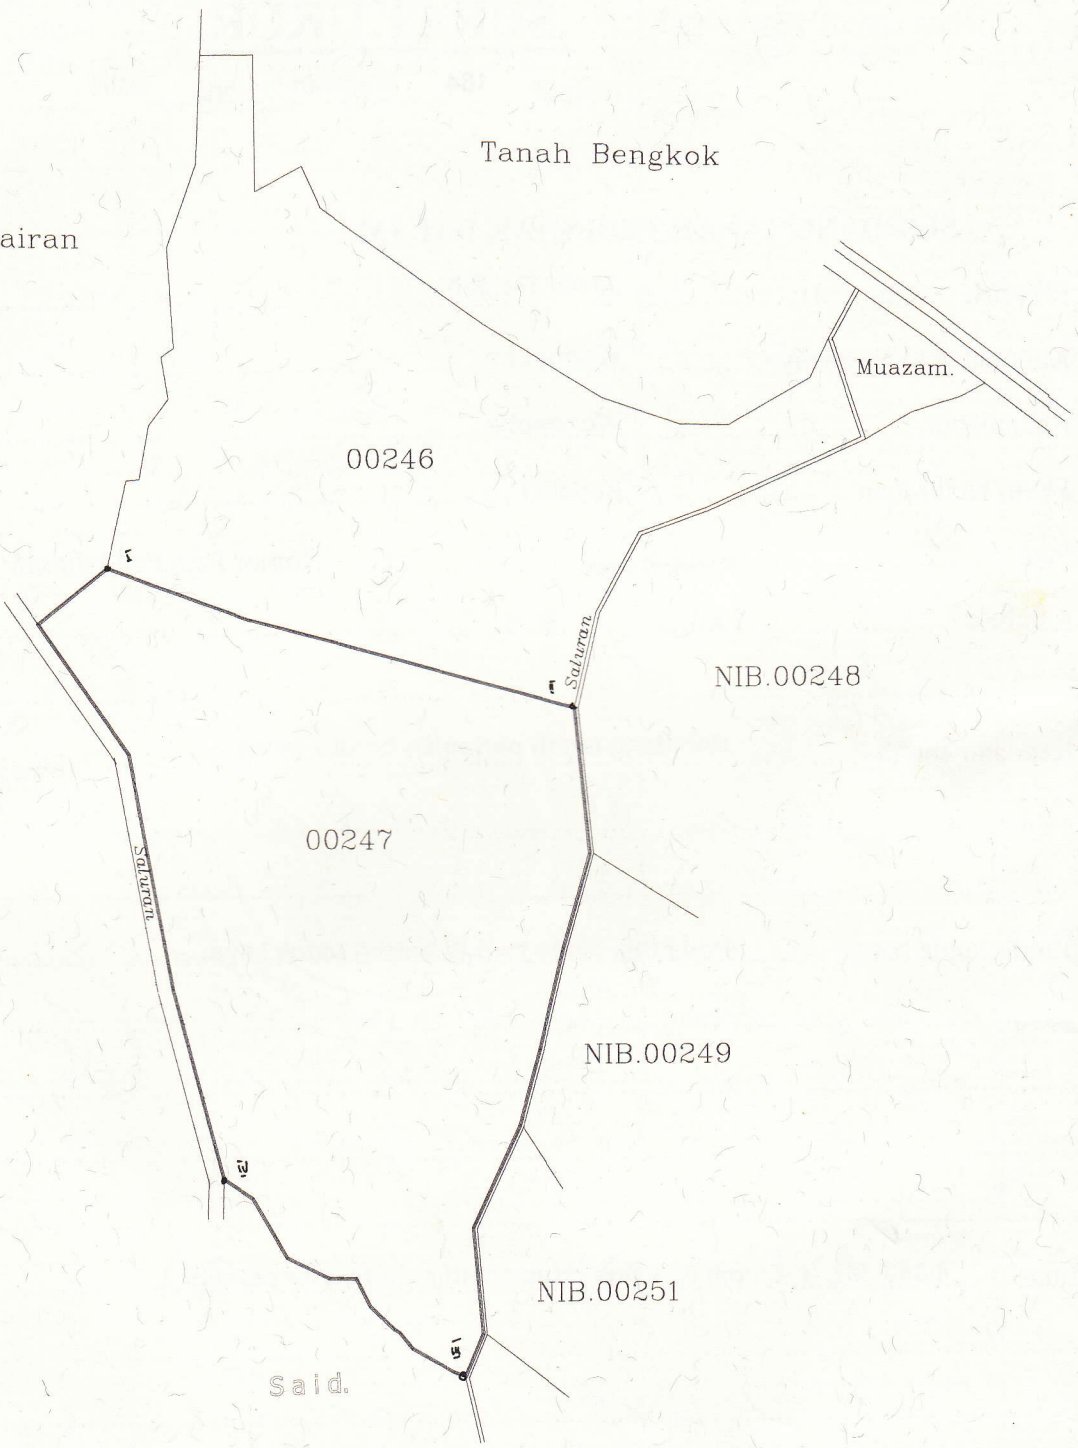 Tanah Bengkok
airan
Muazam.
00246
Saluran
NIB.00248
00247
Saluran
NIB.00249
NIB.00251
Said.